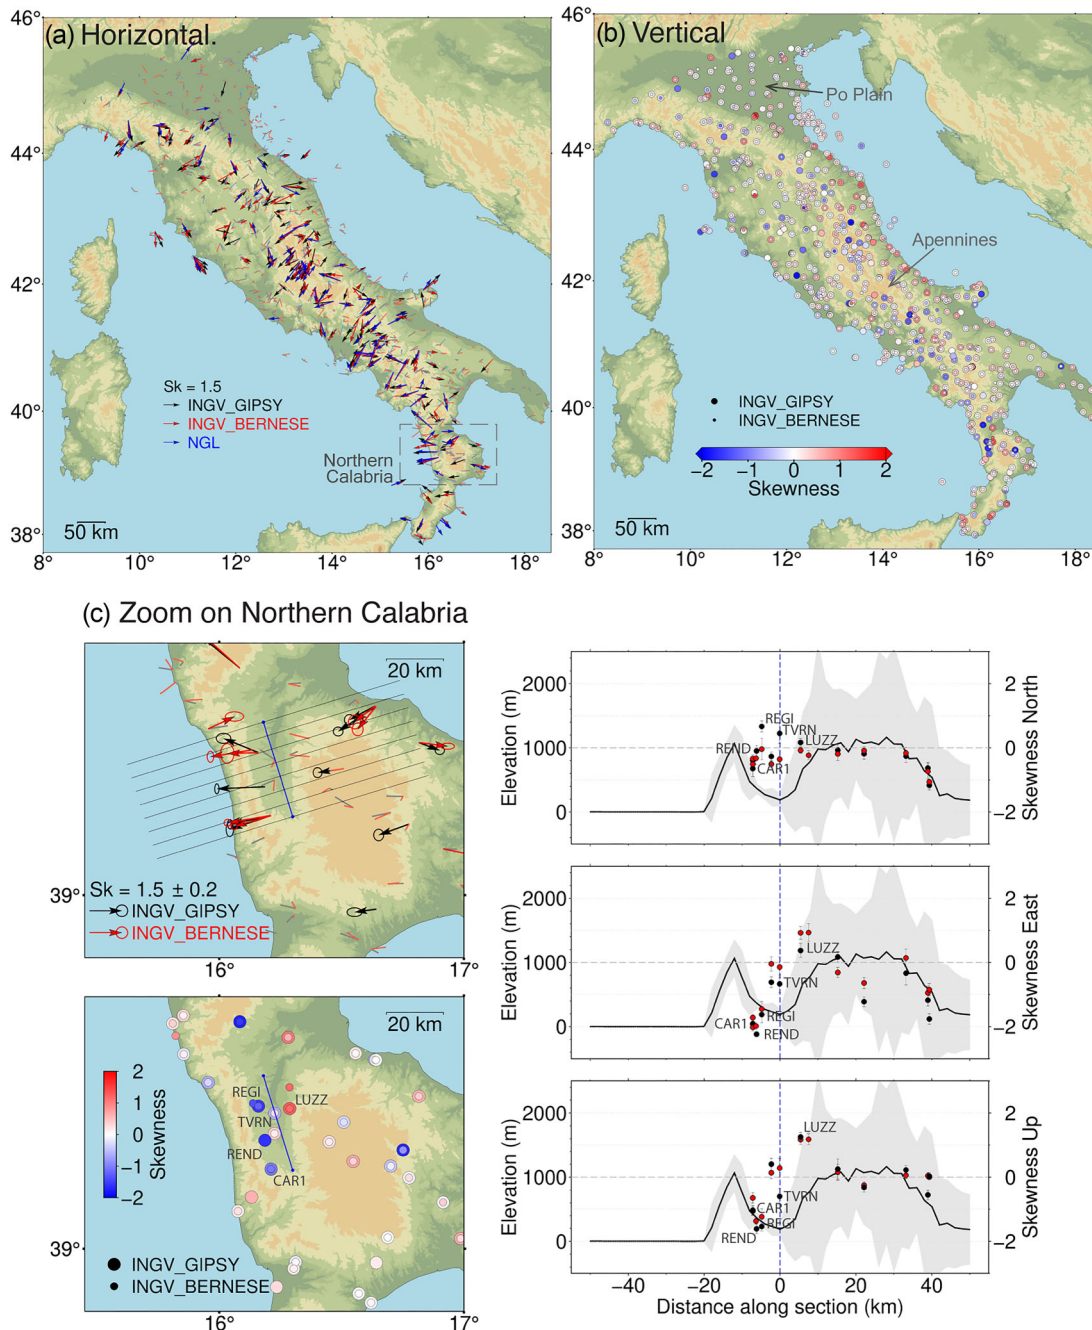 46°
(a) Horizontal.
44°
42°
40°
38°
Sk = 1.5
INGV_GIPSY
INGV_BERNESE
NGL
Northern
Calabria
50 km
8°
10°
12°
14°
16°
18°
46°
(b) Vertical
Po Plain
Apennines
44°
42°
40°
38°
INGV_GIPSY
INGV_BERNESE
−2
−1
0
1
2
Skewness
50 km
8°
10°
12°
14°
16°
18°
(c) Zoom on Northern Calabria
20 km
39°
Sk = 1.5 ± 0.2
INGV_GIPSY
INGV_BERNESE
16°
17°
20 km
2
1
0
−1
−2
Skewness
REGI
LUZZ
TVRN
REND
CAR1
39°
INGV_GIPSY
INGV_BERNESE
16°
17°
Elevation (m)
2000
1000
0
REGI
TVRN
LUZZ
REND
CAR1
2
0
−2
Skewness North
Elevation (m)
2000
1000
0
LUZZ
TVRN
REGI
CAR1
REND
2
0
−2
Skewness East
Elevation (m)
2000
1000
0
LUZZ
TVRN
CAR1
REGI
REND
2
0
−2
Skewness Up
−40
−20
0
20
40
Distance along section (km)